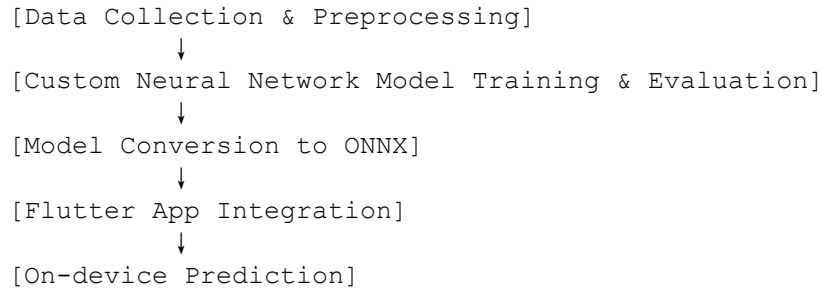 [Data Collection & Preprocessing]
↓
[Custom Neural Network Model Training & Evaluation]
↓
[Model Conversion to ONNX]
↓
[Flutter App Integration]
↓
[On-device Prediction]